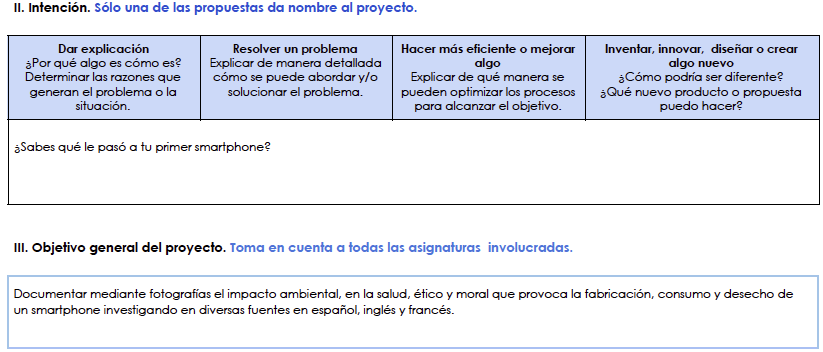 II. Intención. Sólo una de las propuestas da nombre al proyecto.
Dar explicación
¿Por qué algo es cómo es?
Determinar las razones que
generan el problema o la
situación.
Resolver un problema
Explicar de manera detallada
cómo se puede abordar y/o
solucionar el problema.
Hacer más eficiente o mejorar
algo
Explicar de qué manera se
pueden optimizar los procesos
para alcanzar el objetivo.
Inventar, innovar, diseñar o crear
algo nuevo
¿Cómo podría ser diferente?
¿Qué nuevo producto o propuesta
puedo hacer?
¿Sabes qué le pasó a tu primer smartphone?
III. Objetivo general del proyecto. Toma en cuenta a todas las asignaturas involucradas.
Documentar mediante fotografías el impacto ambiental, en la salud, ético y moral que provoca la fabricación, consumo y desecho de
un smartphone investigando en diversas fuentes en español, inglés y francés.